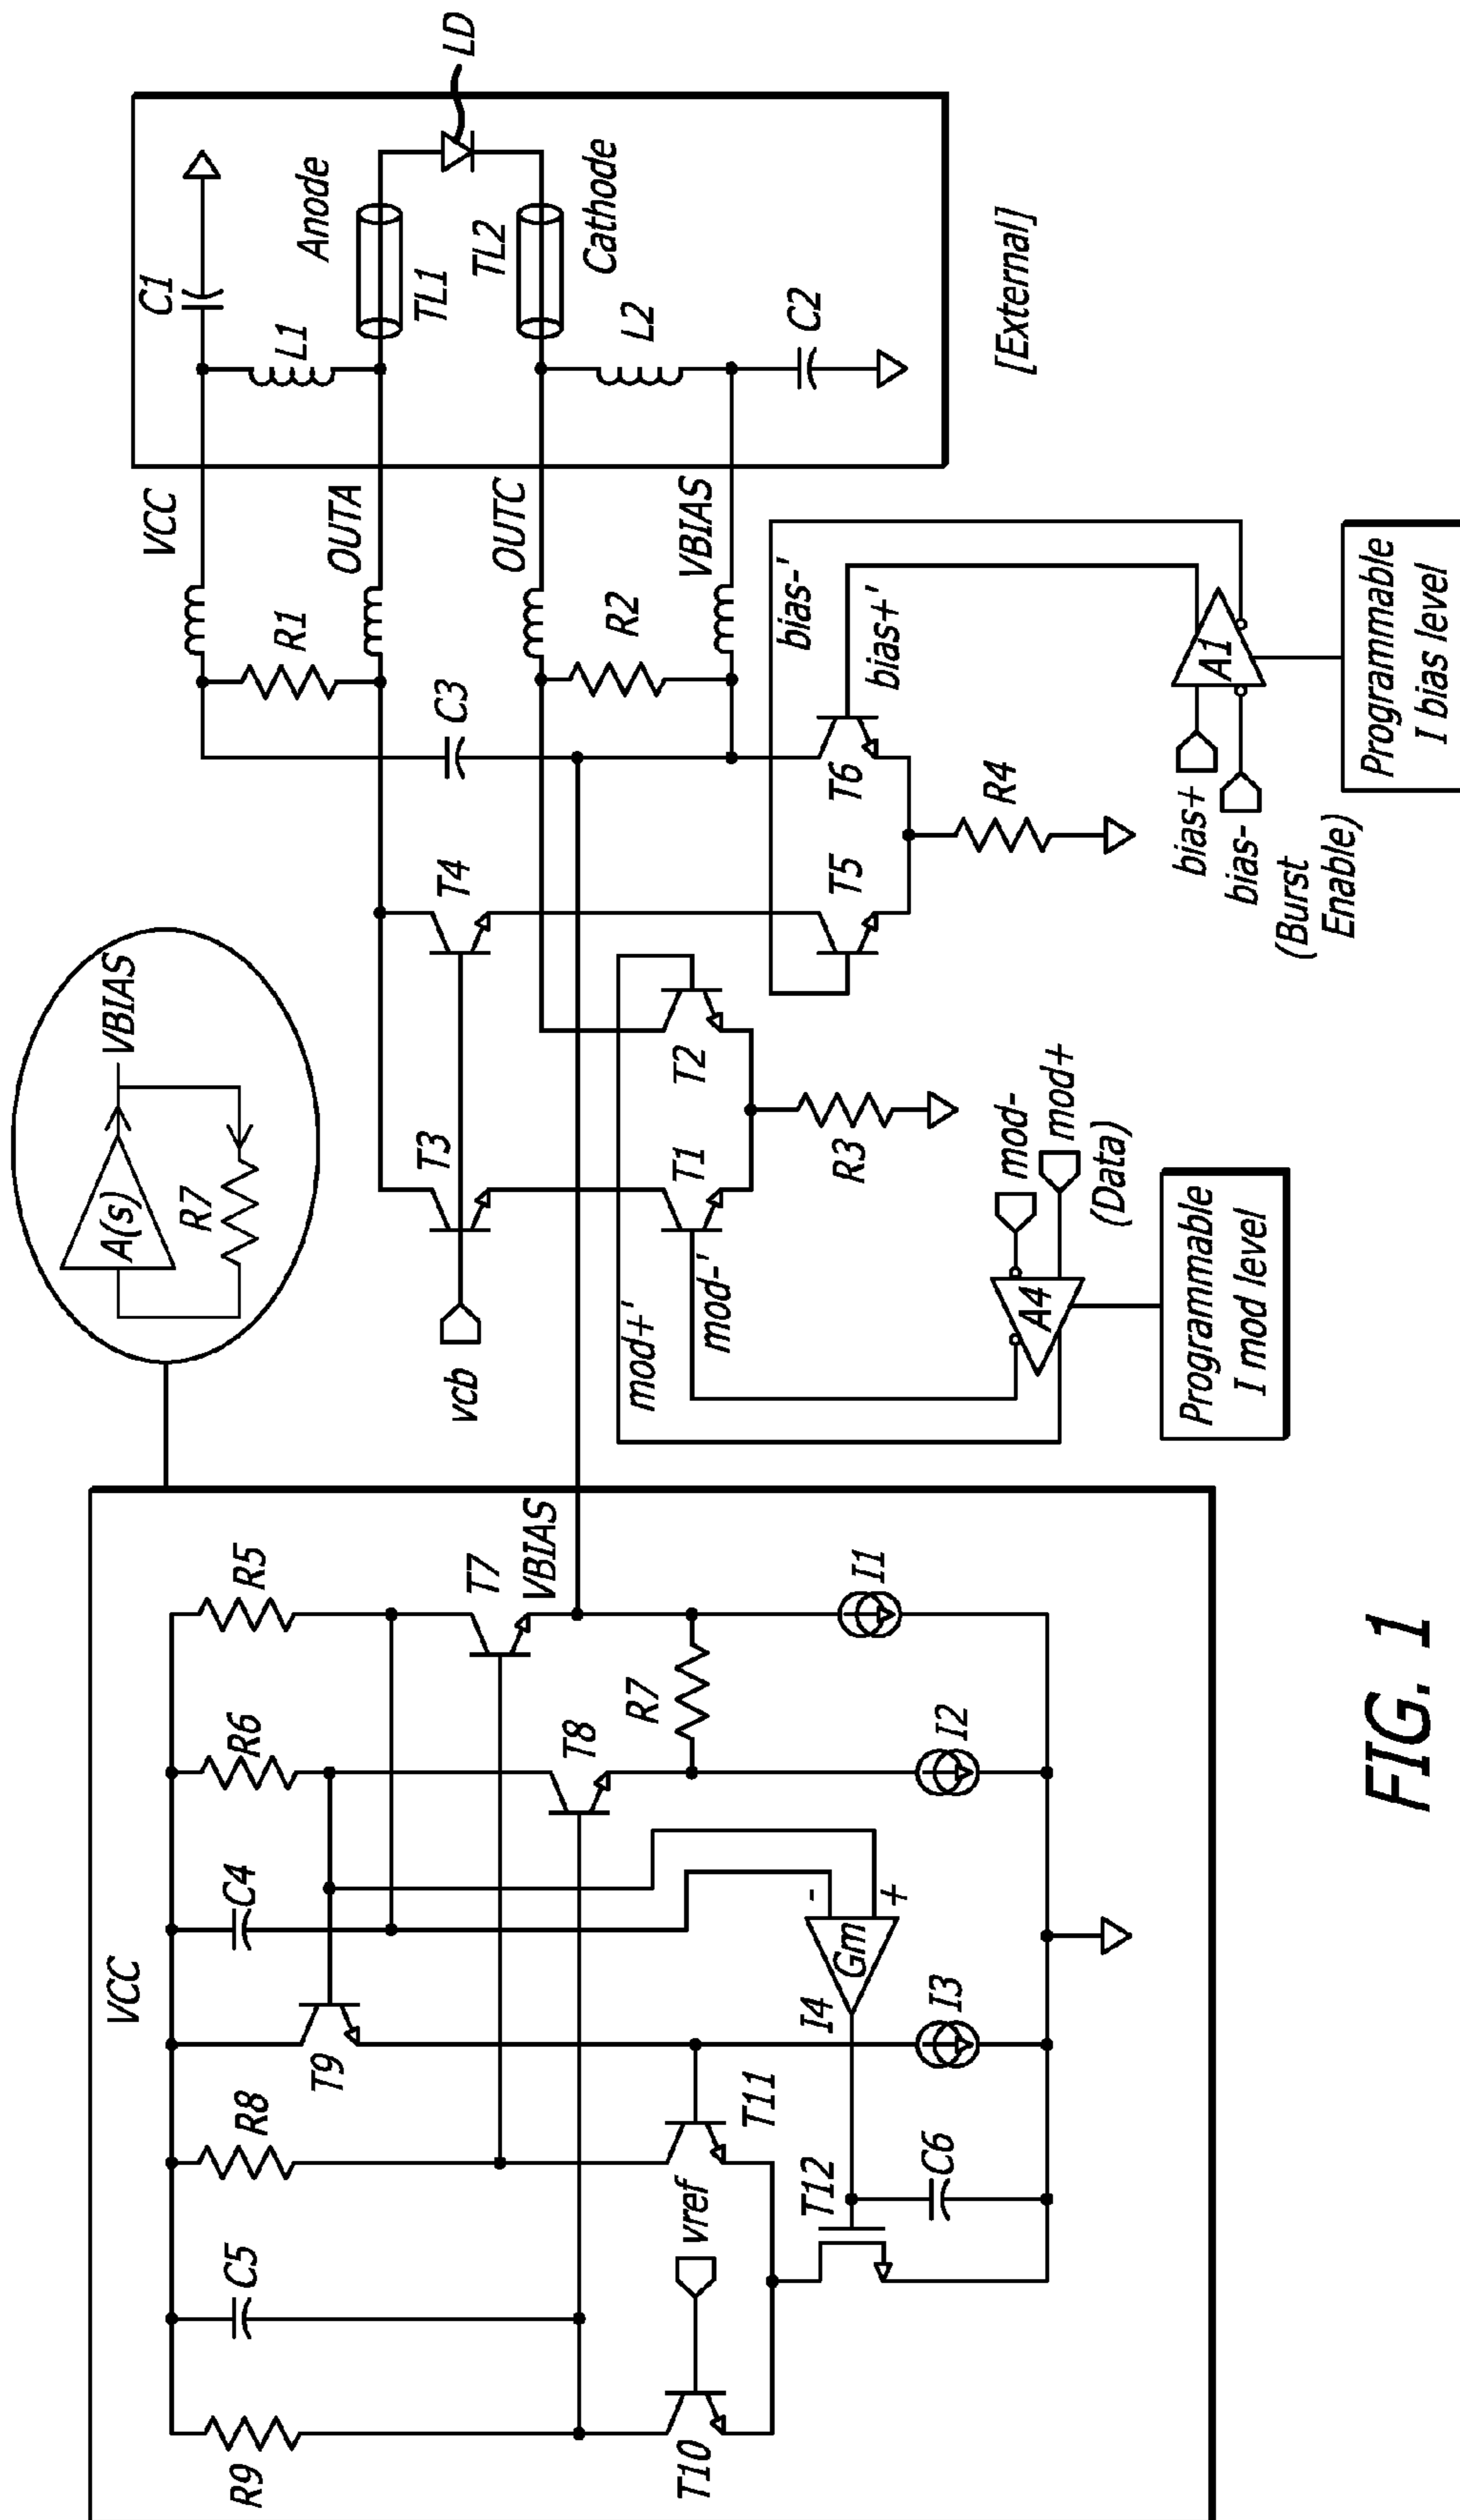 VCC
R9
C5
R8
T9
C4
R6
R5
T7
VBIAS
T8
R7
T10
vref
T11
T12
C6
I4
Gm
-
+
I3
I2
I1
A(s)
R7
VBIAS
vcb
T3
T4
mod+'
mod-'
T1
T2
R3
A4
mod-
mod+
(Data)
Programmable
I mod level
T5
T6
R4
C3
R1
R2
VCC
OUTA
OUTC
VBIAS
bias-'
bias+'
A1
bias+
bias-
(Burst
Enable)
Programmable
I bias level
C1
L1
Anode
TL1
TL2
Cathode
L2
C2
LD
[External]
FIG. 1